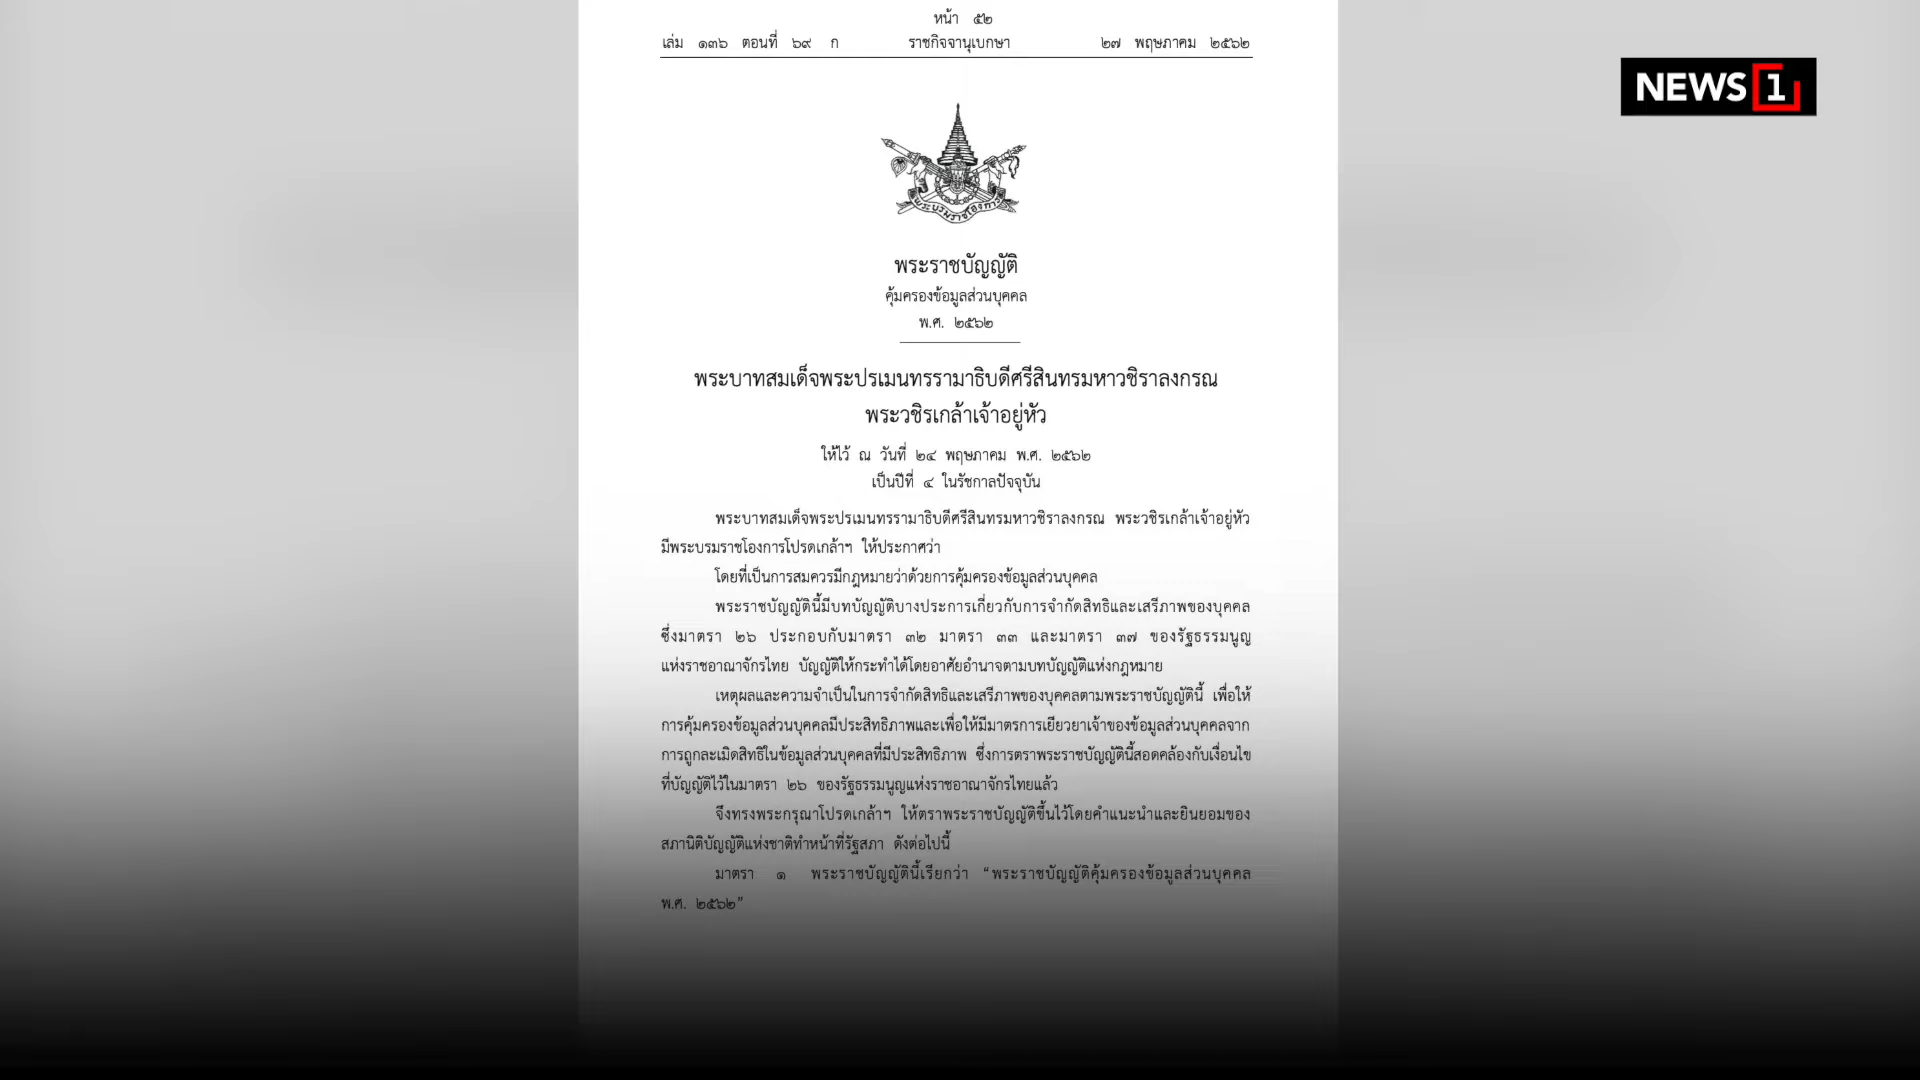 หน้า ๕๒
เล่ม ๑๓๖ ตอนที่ ๖๙ ก ราชกิจจานุเบกษา ๒๗ พฤษภาคม ๒๕๖๒
NEWS 1
พระบรมราชโองการ
พระราชบัญญัติ
คุ้มครองข้อมูลส่วนบุคคล
พ.ศ. ๒๕๖๒
พระบาทสมเด็จพระปรเมนทรรามาธิบดีศรีสินทรมหาวชิราลงกรณ
พระวชิรเกล้าเจ้าอยู่หัว
ให้ไว้ ณ วันที่ ๒๔ พฤษภาคม พ.ศ. ๒๕๖๒
เป็นปีที่ ๔ ในรัชกาลปัจจุบัน
พระบาทสมเด็จพระปรเมนทรรามาธิบดีศรีสินทรมหาวชิราลงกรณ พระวชิรเกล้าเจ้าอยู่หัว
มีพระบรมราชโองการโปรดเกล้าฯ ให้ประกาศว่า
โดยที่เป็นการสมควรมีกฎหมายว่าด้วยการคุ้มครองข้อมูลส่วนบุคคล
พระราชบัญญัตินี้มีบทบัญญัติบางประการเกี่ยวกับการจำกัดสิทธิและเสรีภาพของบุคคล
ซึ่งมาตรา ๒๖ ประกอบกับมาตรา ๓๒ มาตรา ๓๓ และมาตรา ๓๗ ของรัฐธรรมนูญ
แห่งราชอาณาจักรไทย บัญญัติให้กระทำได้โดยอาศัยอำนาจตามบทบัญญัติแห่งกฎหมาย
เหตุผลและความจำเป็นในการจำกัดสิทธิและเสรีภาพของบุคคลตามพระราชบัญญัตินี้ เพื่อให้
การคุ้มครองข้อมูลส่วนบุคคลมีประสิทธิภาพและเพื่อให้มีมาตรการเยียวยาเจ้าของข้อมูลส่วนบุคคลจาก
การถูกละเมิดสิทธิในข้อมูลส่วนบุคคลที่มีประสิทธิภาพ ซึ่งการตราพระราชบัญญัตินี้สอดคล้องกับเงื่อนไข
ที่บัญญัติไว้ในมาตรา ๒๖ ของรัฐธรรมนูญแห่งราชอาณาจักรไทยแล้ว
จึงทรงพระกรุณาโปรดเกล้าฯ ให้ตราพระราชบัญญัติขึ้นไว้โดยคำแนะนำและยินยอมของ
สภานิติบัญญัติแห่งชาติทำหน้าที่รัฐสภา ดังต่อไปนี้
มาตรา ๑ พระราชบัญญัตินี้เรียกว่า “พระราชบัญญัติคุ้มครองข้อมูลส่วนบุคคล
พ.ศ. ๒๕๖๒”